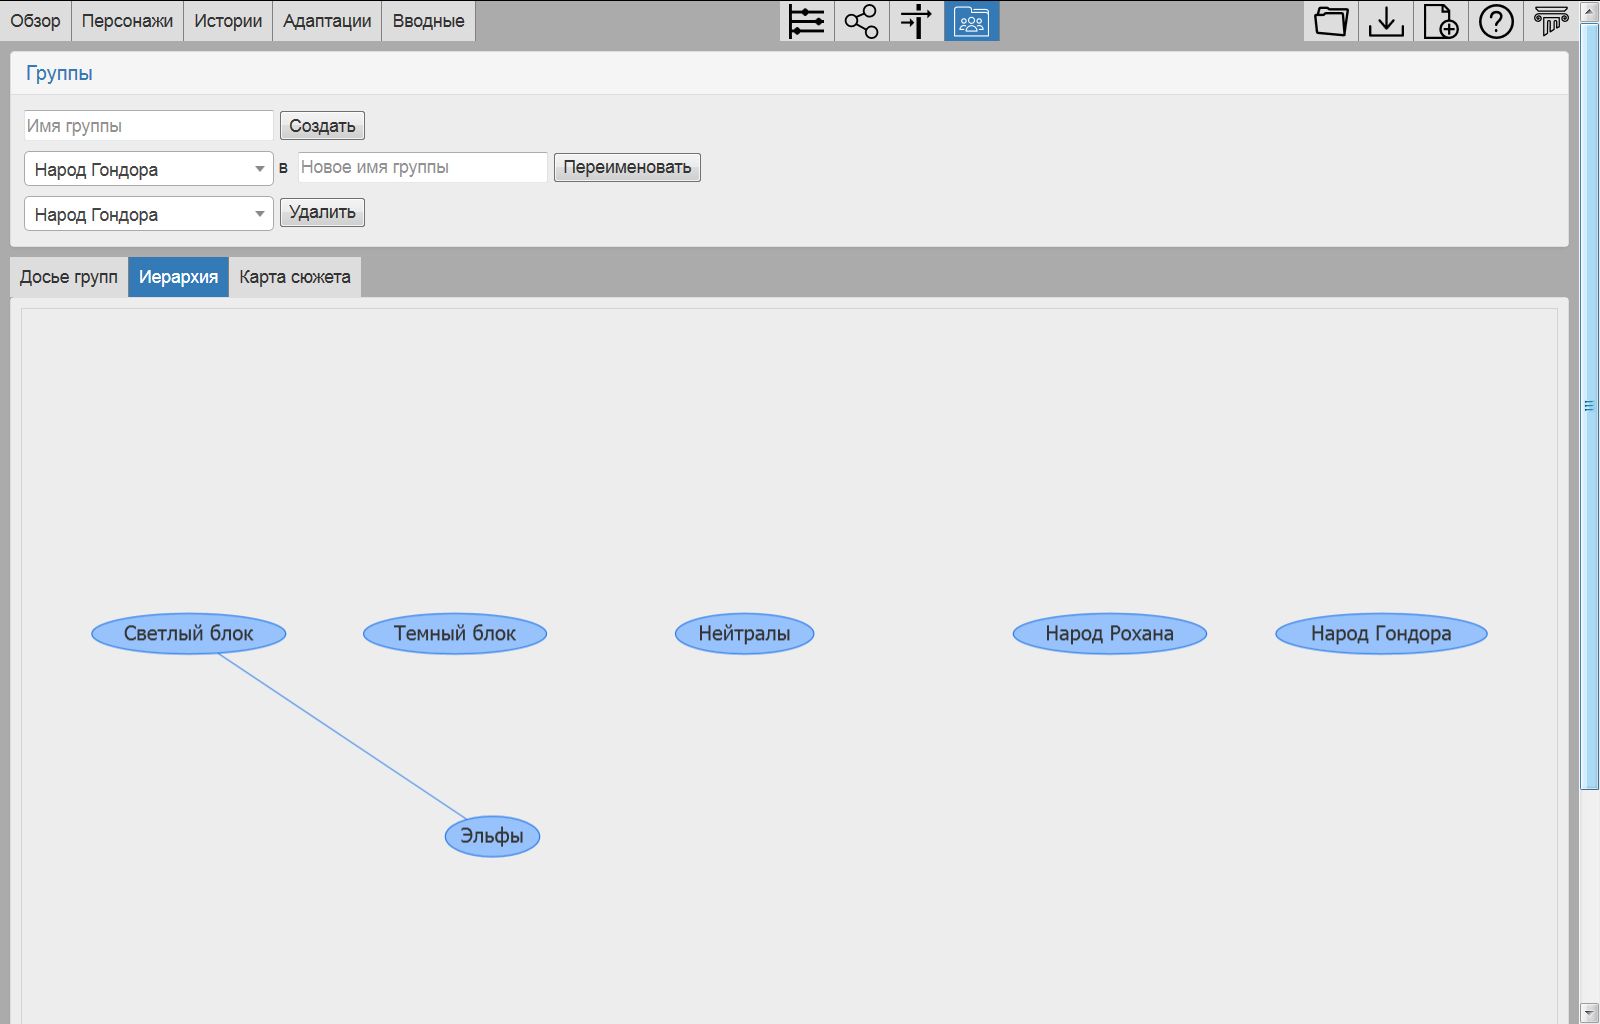 Обзор Персонажи Истории Адаптации Вводные
Группы
Имя группы Создать
Народ Гондора в Новое имя группы Переименовать
Народ Гондора Удалить
Досье групп Иерархия Карта сюжета
Светлый блок Темный блок Нейтралы Народ Рохана Народ Гондора
Эльфы